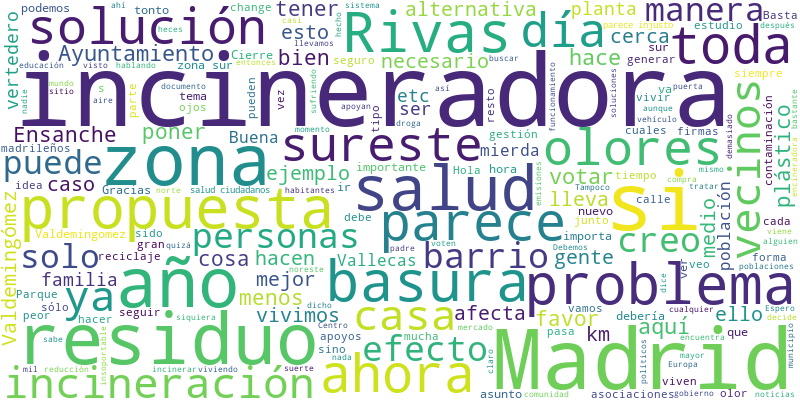 incineradora
Madrid
residuo
zona
si
problema
propuesta
año
salud
Rivas
día
toda
solución
sureste
parece
basura
ahora
incineración
olores
casa
efecto
personas
barrio
vecinos
manera
puede
solo
ya
creo
aquí
Ayuntamiento
bien
esto
tener
alternativa
necesario
hace
cerca
planta
Ensanche
poner
caso
ejemplo
cosa
hacen
mejor
menos
vivimos
familia
Vallecas
gente
afecta
favor
km
ello
votar
lleva
medio
plástico
población
vertedero
Valdemingómez
Valdemingomez
mierda
etc
ser
Buena
madrileños
tonto
podemos
ahí
change
casi
hecho
sistema
parece injusto
estudio
Basta
después
educación
visto
hablando
zona sur
Cierre
heces
entonces
llevamos
seguro
buscar
sur
generar
siempre
nadie
mundo
sitio
aire
parte
tema
ojos
documento
apoyan
vez
pueden
sufriendo
así
tipo
resto
funcionamiento
soluciones
ya
vivir
puerta
aunque
vehículo
cuales
firmas
demasiado
contaminación
incineradora
bastante
idea
Gracias
norte
salud ciudadanos
importante
habitantes
momento
droga
Hola
hora
gestión
emisiones
ir
debe
padre
voten
tiempo
Tampoco
compra
mismo
tratar
nuevo
calle
junto
importa
cada
viene
alguien
sido
gran
quizá
reciclaje
Parque
sólo
peor
hacer
seguir
siquiera
noreste
dicho
insoportable
sabe
mil
reducción
incinerar
viviendo
suerte
Centro
apoyos
sino
nada
mucha
mercado
claro
pasa
vamos
debería
Debemos
ver
veo
dice
forma
poblaciones
cualquier
Espero
decide
que
encuentra
políticos
mayor
Europa
viven
asunto
comunidad
asociaciones
olor
gobierno
noticias
municipio